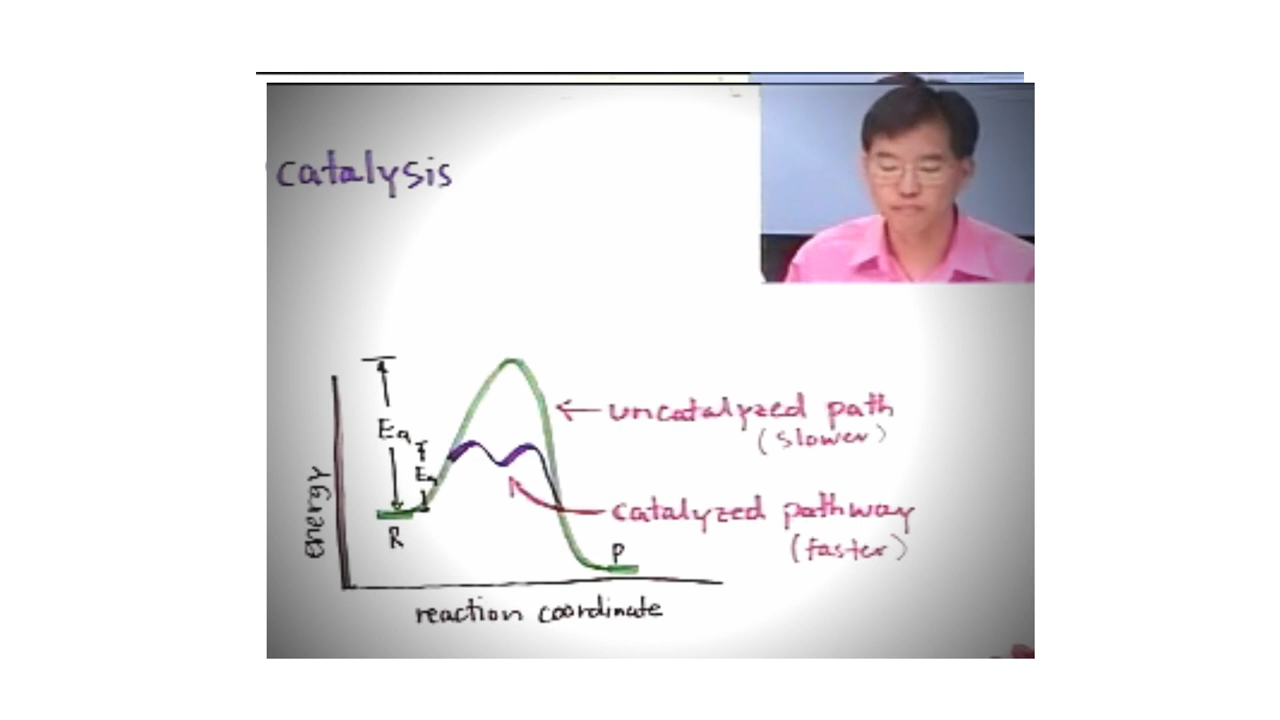 catalysis
Ea
Ea
uncatalyzed path
(slower)
catalyzed pathway
(faster)
energy
R
P
reaction coordinate